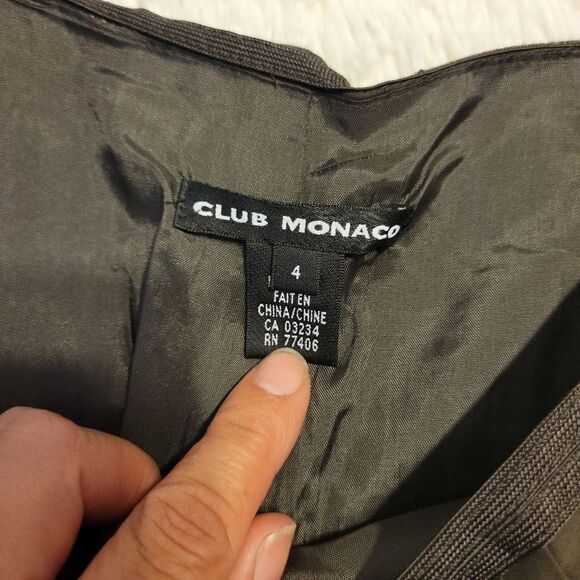 CLUB MONACO
4
FAIT EN
CHINA/CHINE
CA 03234
RN 77406